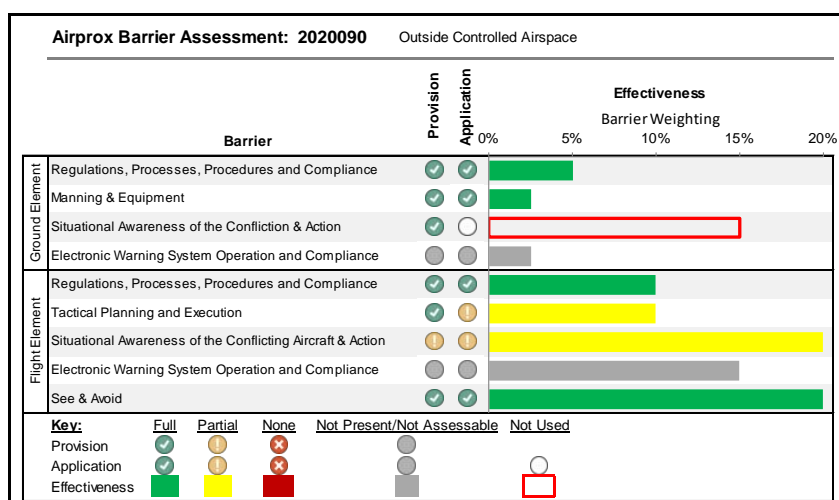 Airprox Barrier Assessment: 2020090 Outside Controlled Airspace
Barrier
Provision
Application
Effectiveness
Barrier Weighting
0% 5% 10% 15% 20%
Ground Element
Regulations, Processes, Procedures and Compliance
Manning & Equipment
Situational Awareness of the Confliction & Action
Electronic Warning System Operation and Compliance
Flight Element
Regulations, Processes, Procedures and Compliance
Tactical Planning and Execution
Situational Awareness of the Conflicting Aircraft & Action
Electronic Warning System Operation and Compliance
See & Avoid
Key: Full Partial None Not Present/Not Assessable Not Used
Provision
Application
Effectiveness